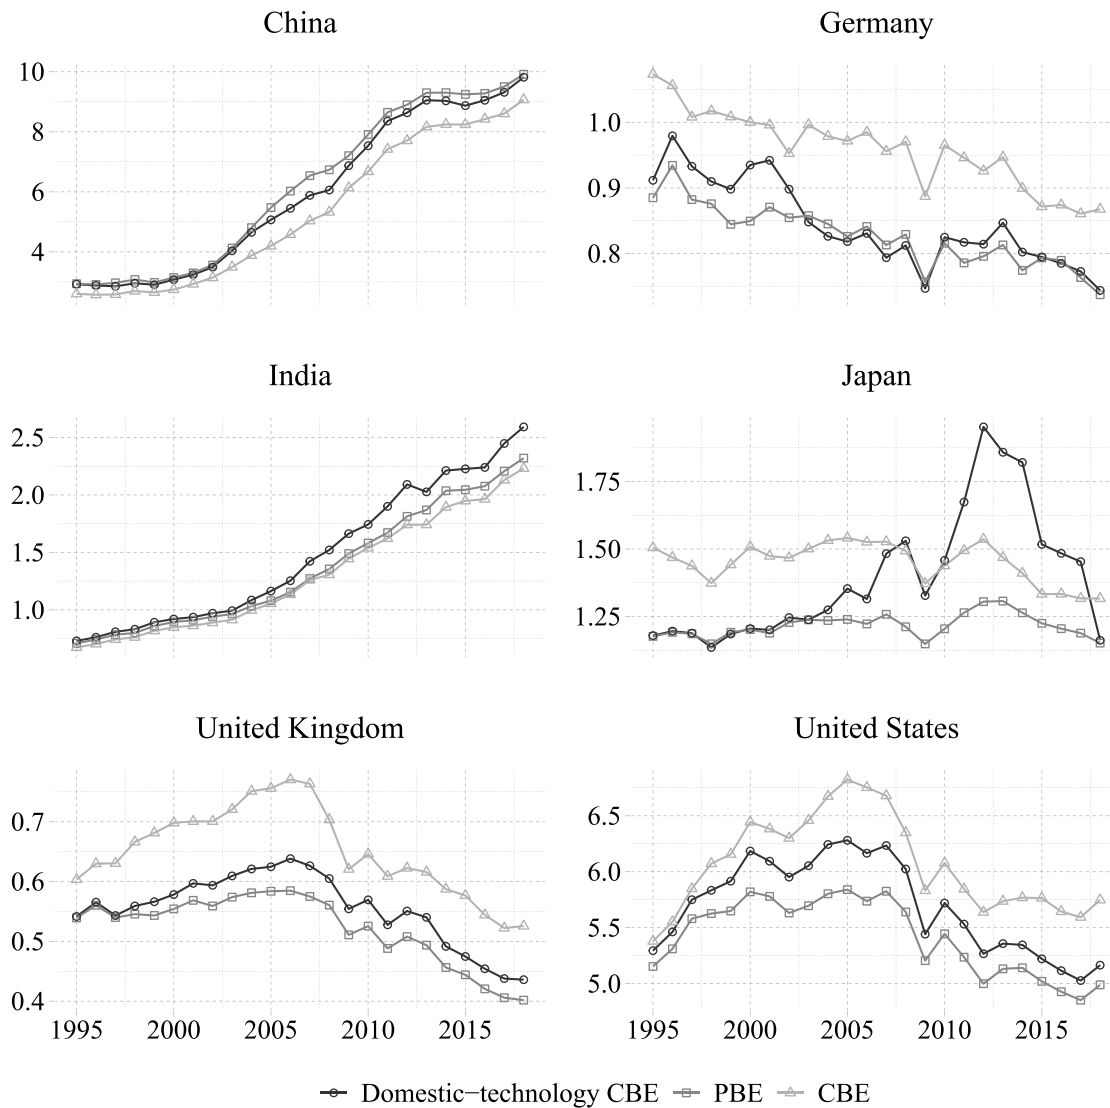 China
Germany
10
8
6
4
1.0
0.9
0.8
India
Japan
2.5
2.0
1.5
1.0
1.75
1.50
1.25
United Kingdom
United States
0.7
0.6
0.5
0.4
6.5
6.0
5.5
5.0
1995 2000 2005 2010 2015
1995 2000 2005 2010 2015
Domestic−technology CBE PBE CBE